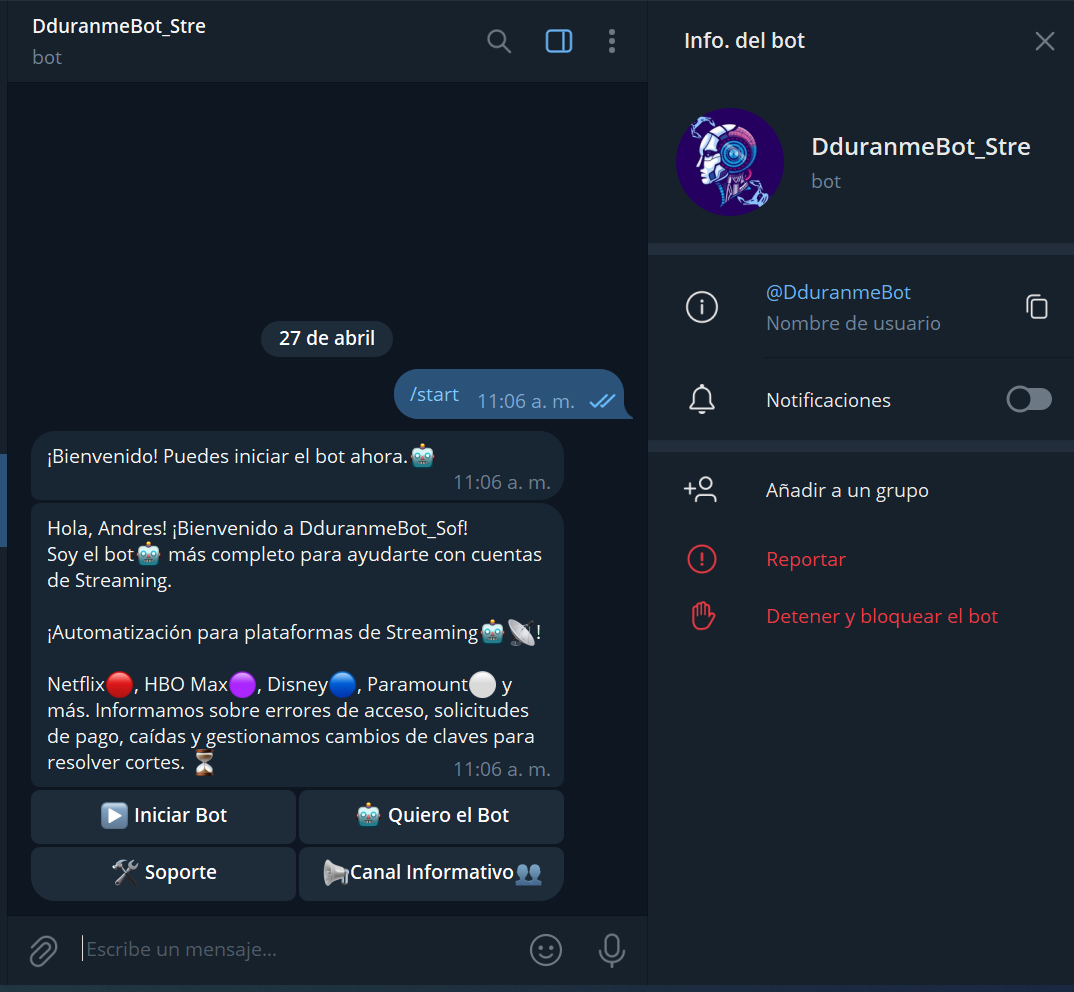 DduranmeBot_Stre
bot
27 de abril
/start 11:06 a. m.
¡Bienvenido! Puedes iniciar el bot ahora.🤖
11:06 a. m.
Hola, Andres! ¡Bienvenido a DduranmeBot_Sof!
Soy el bot🤖 más completo para ayudarte con cuentas
de Streaming.
¡Automatización para plataformas de Streaming🤖📡!
Netflix🔴, HBO Max🟣, Disney🔵, Paramount⚪ y
más. Informamos sobre errores de acceso, solicitudes
de pago, caídas y gestionamos cambios de claves para
resolver cortes. ⏳
11:06 a. m.
▶️ Iniciar Bot
🤖 Quiero el Bot
🛠 Soporte
📢Canal Informativo👥
Escribe un mensaje...
Info. del bot
DduranmeBot_Stre
bot
@DduranmeBot
Nombre de usuario
Notificaciones
Añadir a un grupo
Reportar
Detener y bloquear el bot